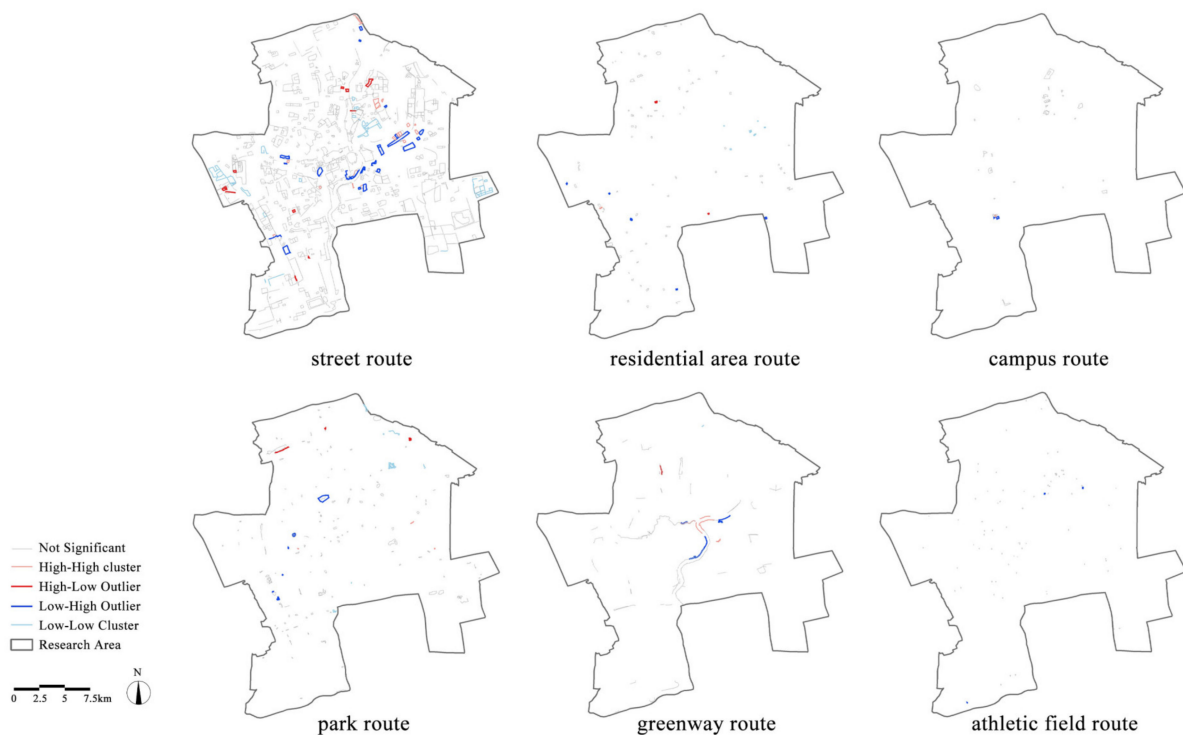 street route
residential area route
campus route
Not Significant
High-High cluster
High-Low Outlier
Low-High Outlier
Low-Low Cluster
Research Area
N
0 2.5 5 7.5km
park route
greenway route
athletic field route